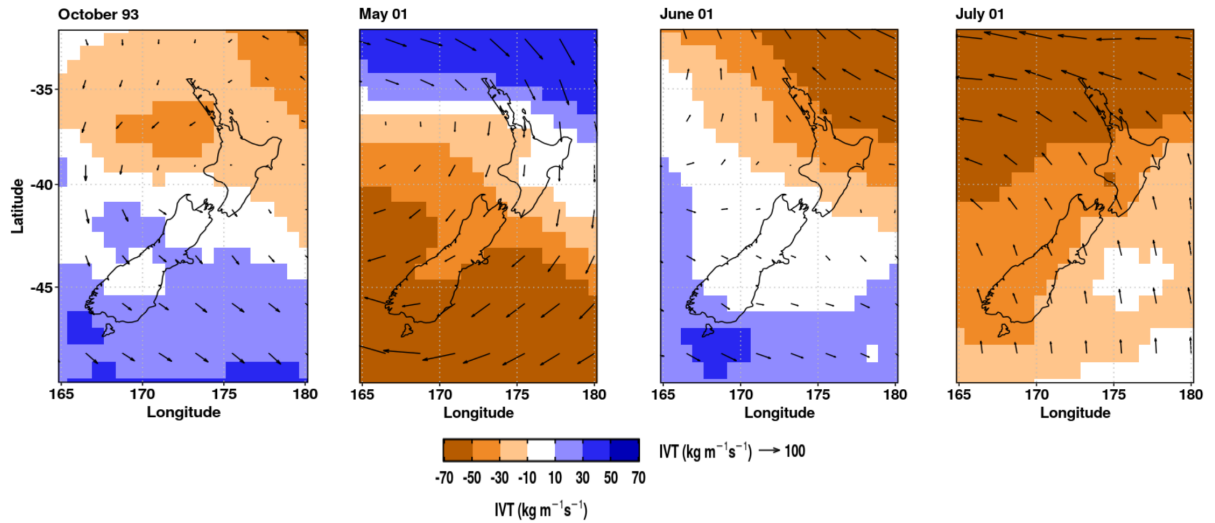 October 93 May 01 June 01 July 01
Latitude
-35
-40
-45
165 170 175 180 165 170 175 180 165 170 175 180 165 170 175 180
Longitude Longitude Longitude Longitude
IVT (kg m⁻¹s⁻¹) → 100
-70 -50 -30 -10 10 30 50 70
IVT (kg m⁻¹s⁻¹)